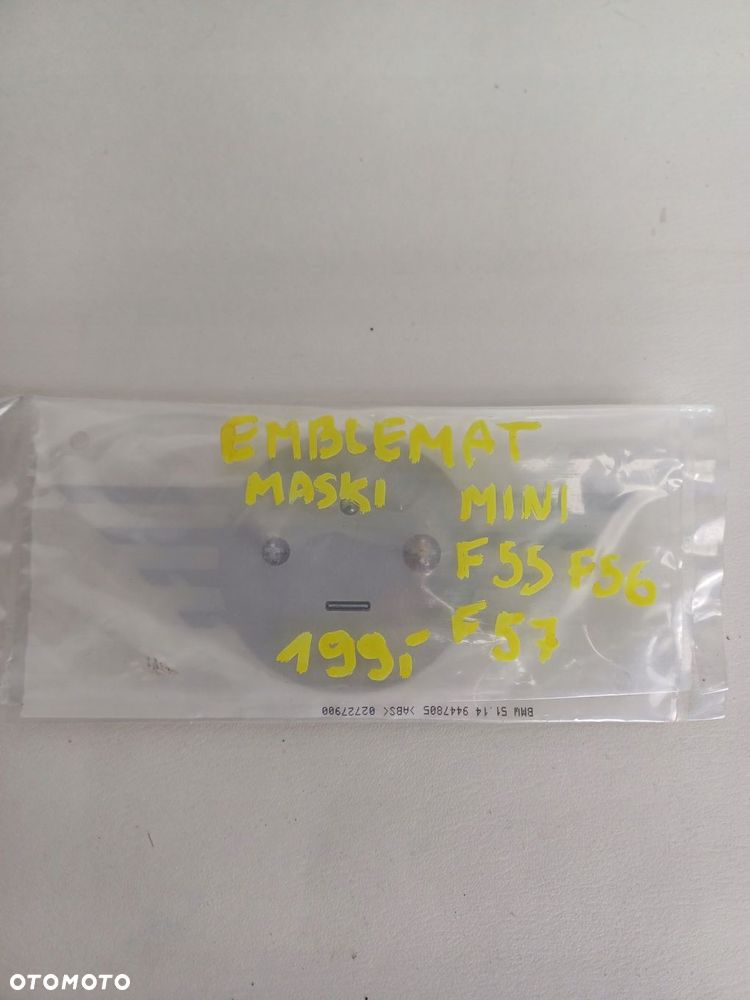 EMBLEMAT
MASKI MINI
F55 F56
199,- F57
BMW 51.14 9447805 >ABS< 02727900
OTOMOTO